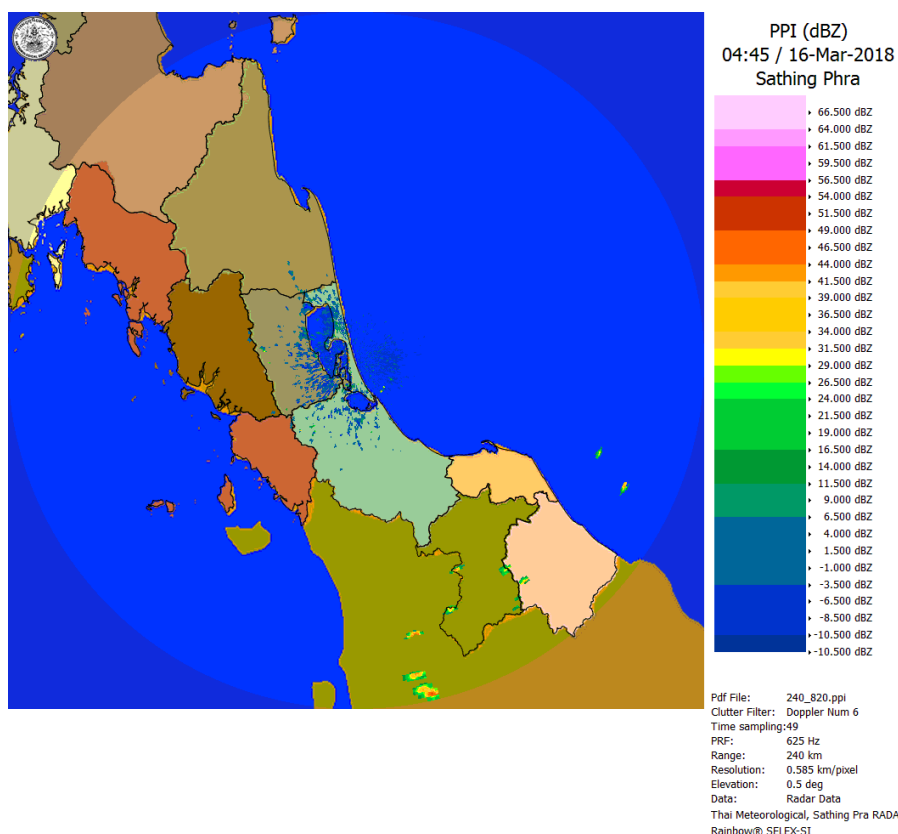 PPI (dBZ)
04:45 / 16-Mar-2018
Sathing Phra
66.500 dBZ
64.000 dBZ
61.500 dBZ
59.500 dBZ
56.500 dBZ
54.000 dBZ
51.500 dBZ
49.000 dBZ
46.500 dBZ
44.000 dBZ
41.500 dBZ
39.000 dBZ
36.500 dBZ
34.000 dBZ
31.500 dBZ
29.000 dBZ
26.500 dBZ
24.000 dBZ
21.500 dBZ
19.000 dBZ
16.500 dBZ
14.000 dBZ
11.500 dBZ
9.000 dBZ
6.500 dBZ
4.000 dBZ
1.500 dBZ
-1.000 dBZ
-3.500 dBZ
-6.500 dBZ
-8.500 dBZ
-10.500 dBZ
-10.500 dBZ
Pdf File: 240_820.ppi
Clutter Filter: Doppler Num 6
Time sampling:49
PRF: 625 Hz
Range: 240 km
Resolution: 0.585 km/pixel
Elevation: 0.5 deg
Data: Radar Data
Thai Meteorological, Sathing Pra RADA
Rainbow® SELEX-SI